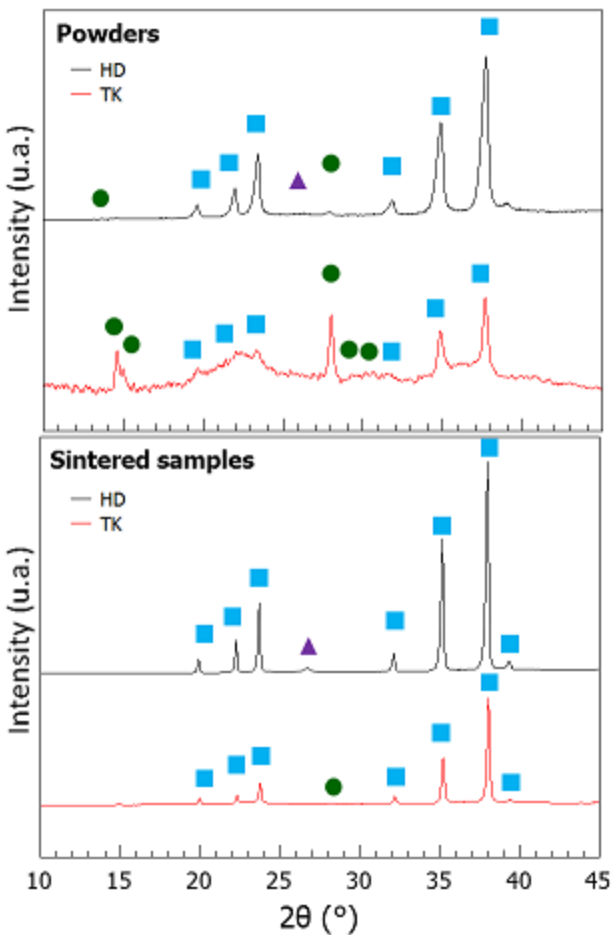 Powders
HD
TK
Intensity (u.a.)
Sintered samples
HD
TK
Intensity (u.a.)
10 15 20 25 30 35 40 45
2θ (°)